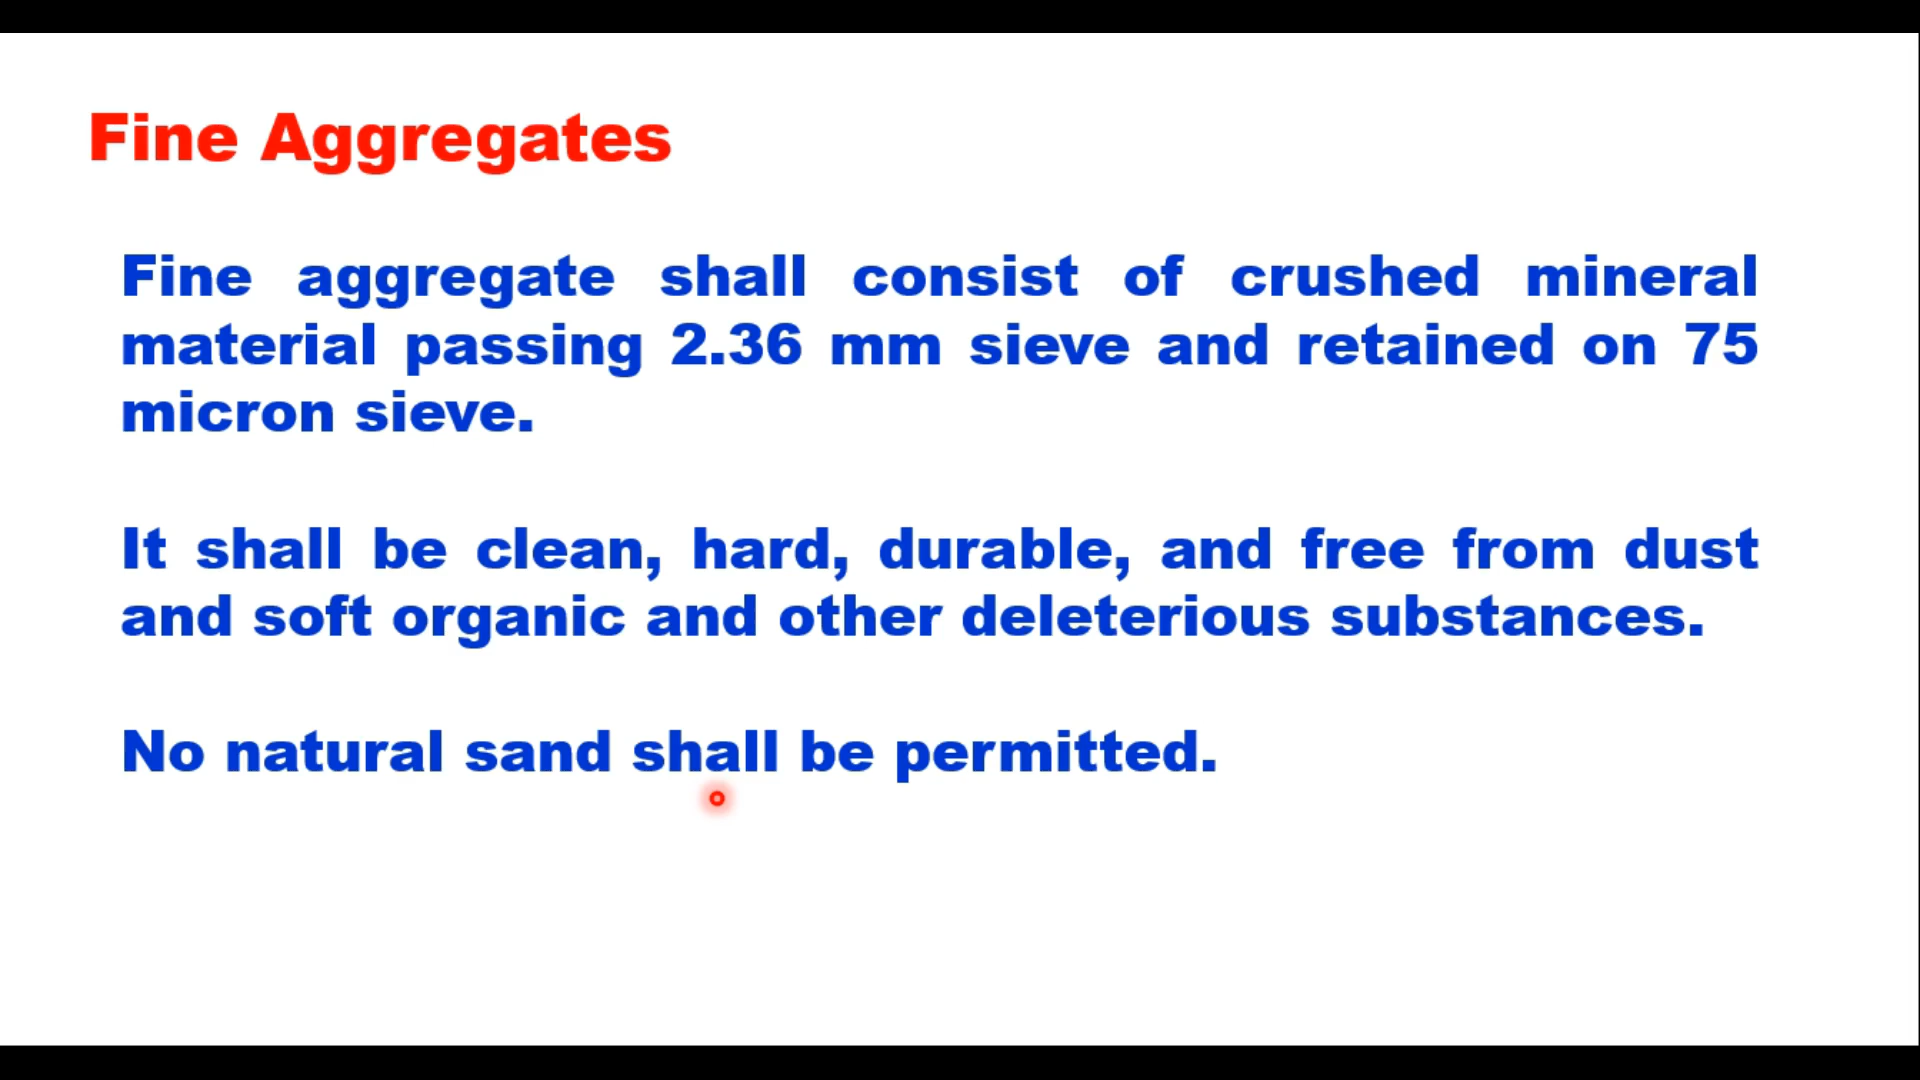 Fine Aggregates
Fine aggregate shall consist of crushed mineral
material passing 2.36 mm sieve and retained on 75
micron sieve.
It shall be clean, hard, durable, and free from dust
and soft organic and other deleterious substances.
No natural sand shall be permitted.